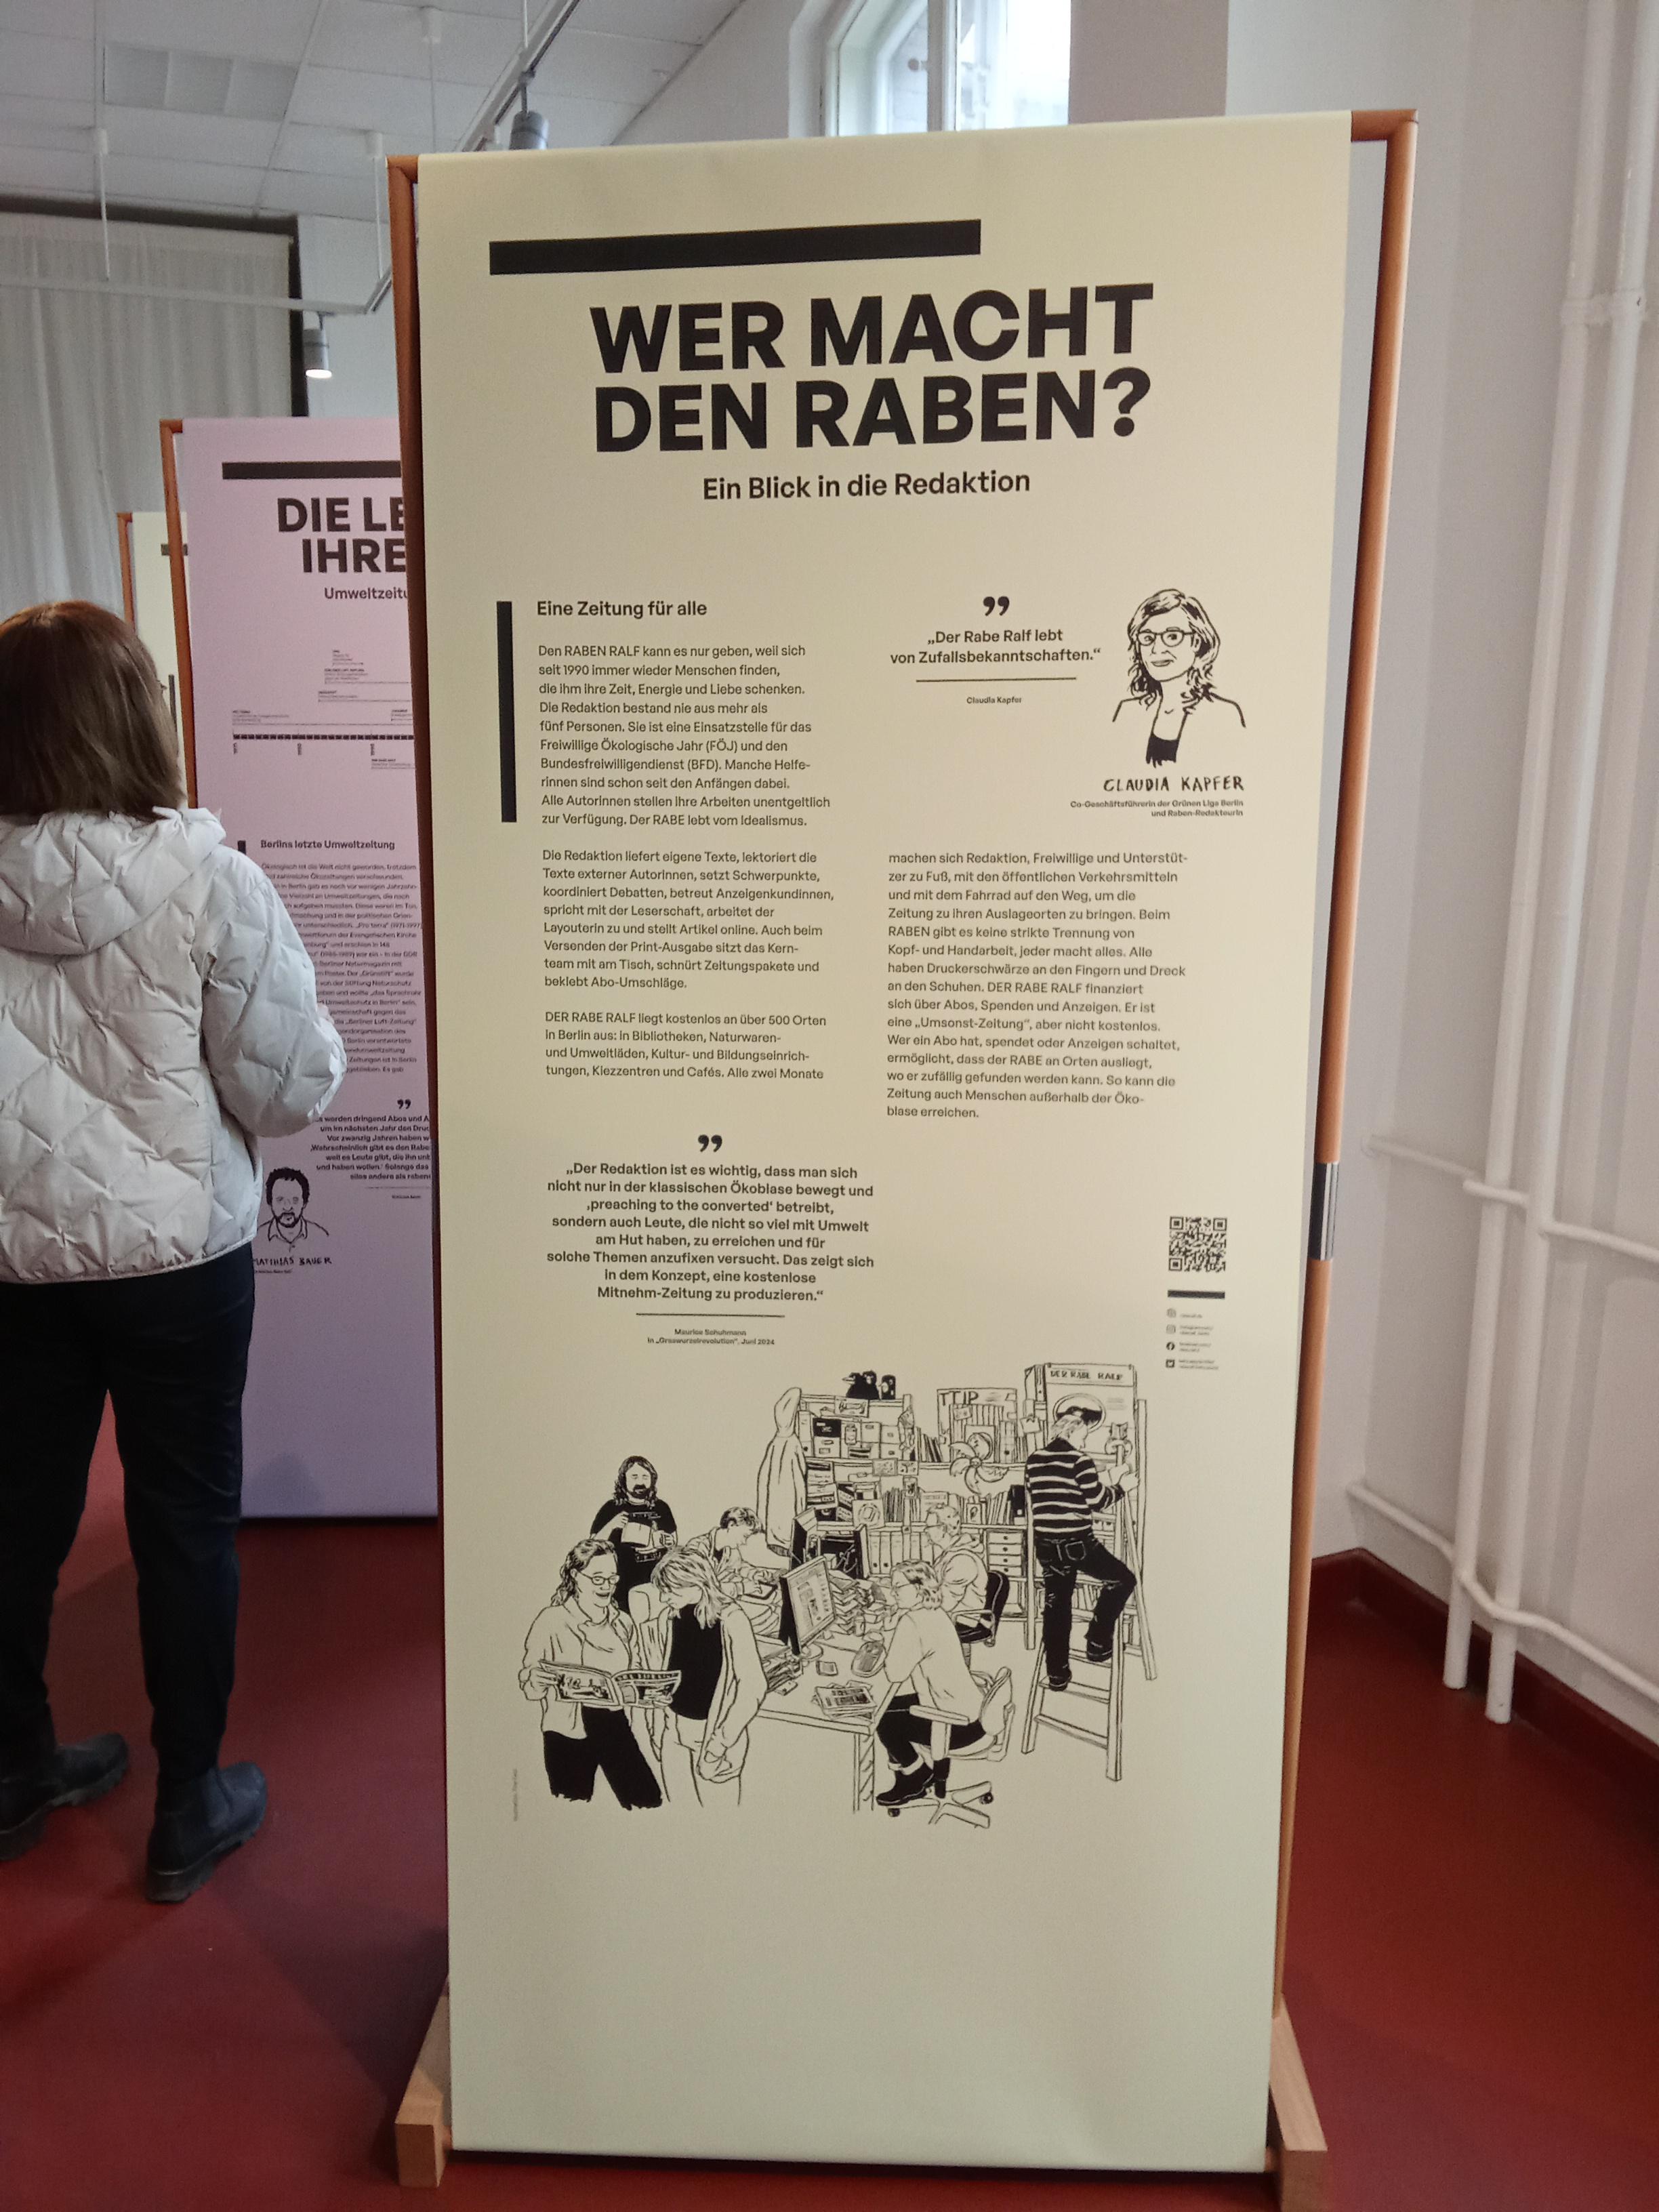 WER MACHT
DEN RABEN?
Ein Blick in die Redaktion
Eine Zeitung für alle
Den RABEN RALF kann es nur geben, weil sich
seit 1990 immer wieder Menschen finden,
die ihm ihre Zeit, Energie und Liebe schenken.
Die Redaktion bestand nie aus mehr als
fünf Personen. Sie ist eine Einsatzstelle für das
Freiwillige Ökologische Jahr (FÖJ) und den
Bundesfreiwilligendienst (BFD). Manche Helfe-
rinnen sind schon seit den Anfängen dabei.
Alle Autorinnen stellen ihre Arbeiten unentgeltlich
zur Verfügung. Der RABE lebt vom Idealismus.
”
„Der Rabe Ralf lebt
von Zufallsbekanntschaften.“
Claudia Kapfer
CLAUDIA KAPFER
Co-Geschäftsführerin der Grünen Liga Berlin
und Raben-Redakteurin
Die Redaktion liefert eigene Texte, lektoriert die
Texte externer Autorinnen, setzt Schwerpunkte,
koordiniert Debatten, betreut Anzeigenkundinnen,
spricht mit der Leserschaft, arbeitet der
Layouterin zu und stellt Artikel online. Auch beim
Versenden der Print-Ausgabe sitzt das Kern-
team mit am Tisch, schnürt Zeitungspakete und
beklebt Abo-Umschläge.
DER RABE RALF liegt kostenlos an über 500 Orten
in Berlin aus: in Bibliotheken, Naturwaren-
und Umweltläden, Kultur- und Bildungseinrich-
tungen, Kiezzentren und Cafés. Alle zwei Monate
machen sich Redaktion, Freiwillige und Unterstüt-
zer zu Fuß, mit den öffentlichen Verkehrsmitteln
und mit dem Fahrrad auf den Weg, um die
Zeitung zu ihren Auslageorten zu bringen. Beim
RABEN gibt es keine strikte Trennung von
Kopf- und Handarbeit, jeder macht alles. Alle
haben Druckerschwärze an den Fingern und Dreck
an den Schuhen. DER RABE RALF finanziert
sich über Abos, Spenden und Anzeigen. Er ist
eine „Umsonst-Zeitung“, aber nicht kostenlos.
Wer ein Abo hat, spendet oder Anzeigen schaltet,
ermöglicht, dass der RABE an Orten ausliegt,
wo er zufällig gefunden werden kann. So kann die
Zeitung auch Menschen außerhalb der Öko-
blase erreichen.
”
„Der Redaktion ist es wichtig, dass man sich
nicht nur in der klassischen Ökoblase bewegt und
‚preaching to the converted‘ betreibt,
sondern auch Leute, die nicht so viel mit Umwelt
am Hut haben, zu erreichen und für
solche Themen anzufixen versucht. Das zeigt sich
in dem Konzept, eine kostenlose
Mitnehm-Zeitung zu produzieren.“
Maurice Schuhmann
in „Graswurzelrevolution“, Juni 2024
DER RABE RALF
TTIP
DIE LE
IHRE
Umweltzeitu
Berlins letzte Umweltzeitung
”
MATTHIAS BAUER